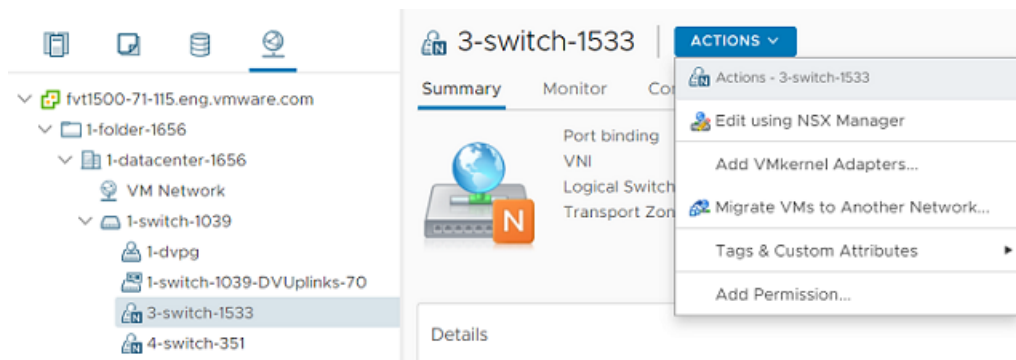 3-switch-1533
ACTIONS
Actions - 3-switch-1533
Summary
Monitor
Edit using NSX Manager
Add VMkernel Adapters...
Migrate VMs to Another Network...
Tags & Custom Attributes
Add Permission...
Port binding
VNI
Logical Switch
Transport Zon
N
Details
fvt1500-71-115.eng.vmware.com
1-folder-1656
1-datacenter-1656
VM Network
1-switch-1039
1-dvpg
1-switch-1039-DVUplinks-70
3-switch-1533
4-switch-351